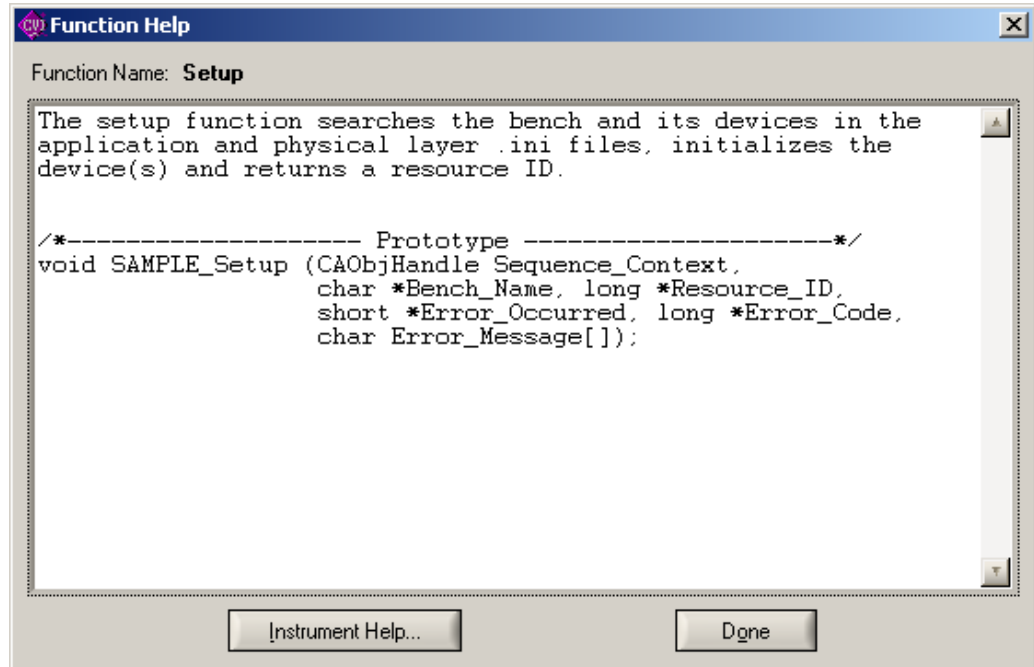 CVI Function Help
Function Name: Setup
The setup function searches the bench and its devices in the
application and physical layer .ini files, initializes the
device(s) and returns a resource ID.
/*-------------------- Prototype ---------------------*/
void SAMPLE_Setup (CAObjHandle Sequence_Context,
char *Bench_Name, long *Resource_ID,
short *Error_Occurred, long *Error_Code,
char Error_Message[]);
Instrument Help... Done